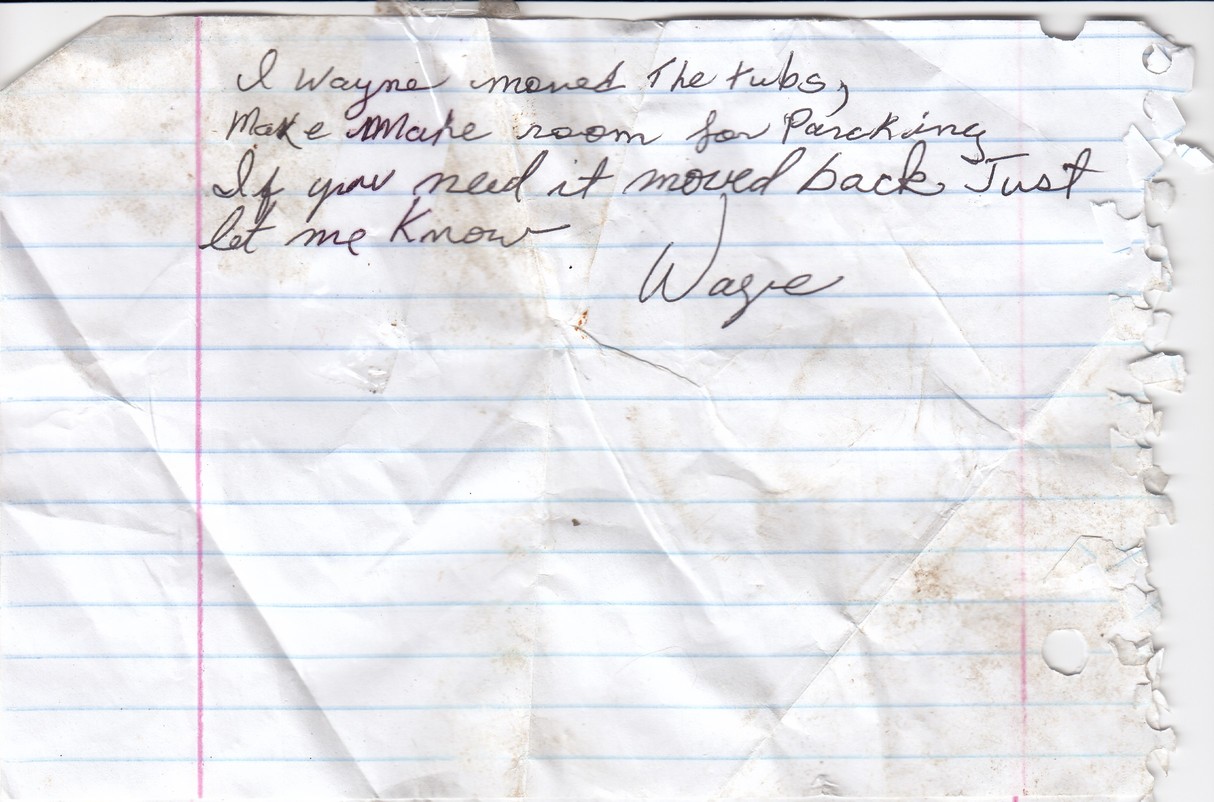 I Wayne moved The tubs,
Make Make room for Parcking
If you need it moved back Just
let me Know
Wayne